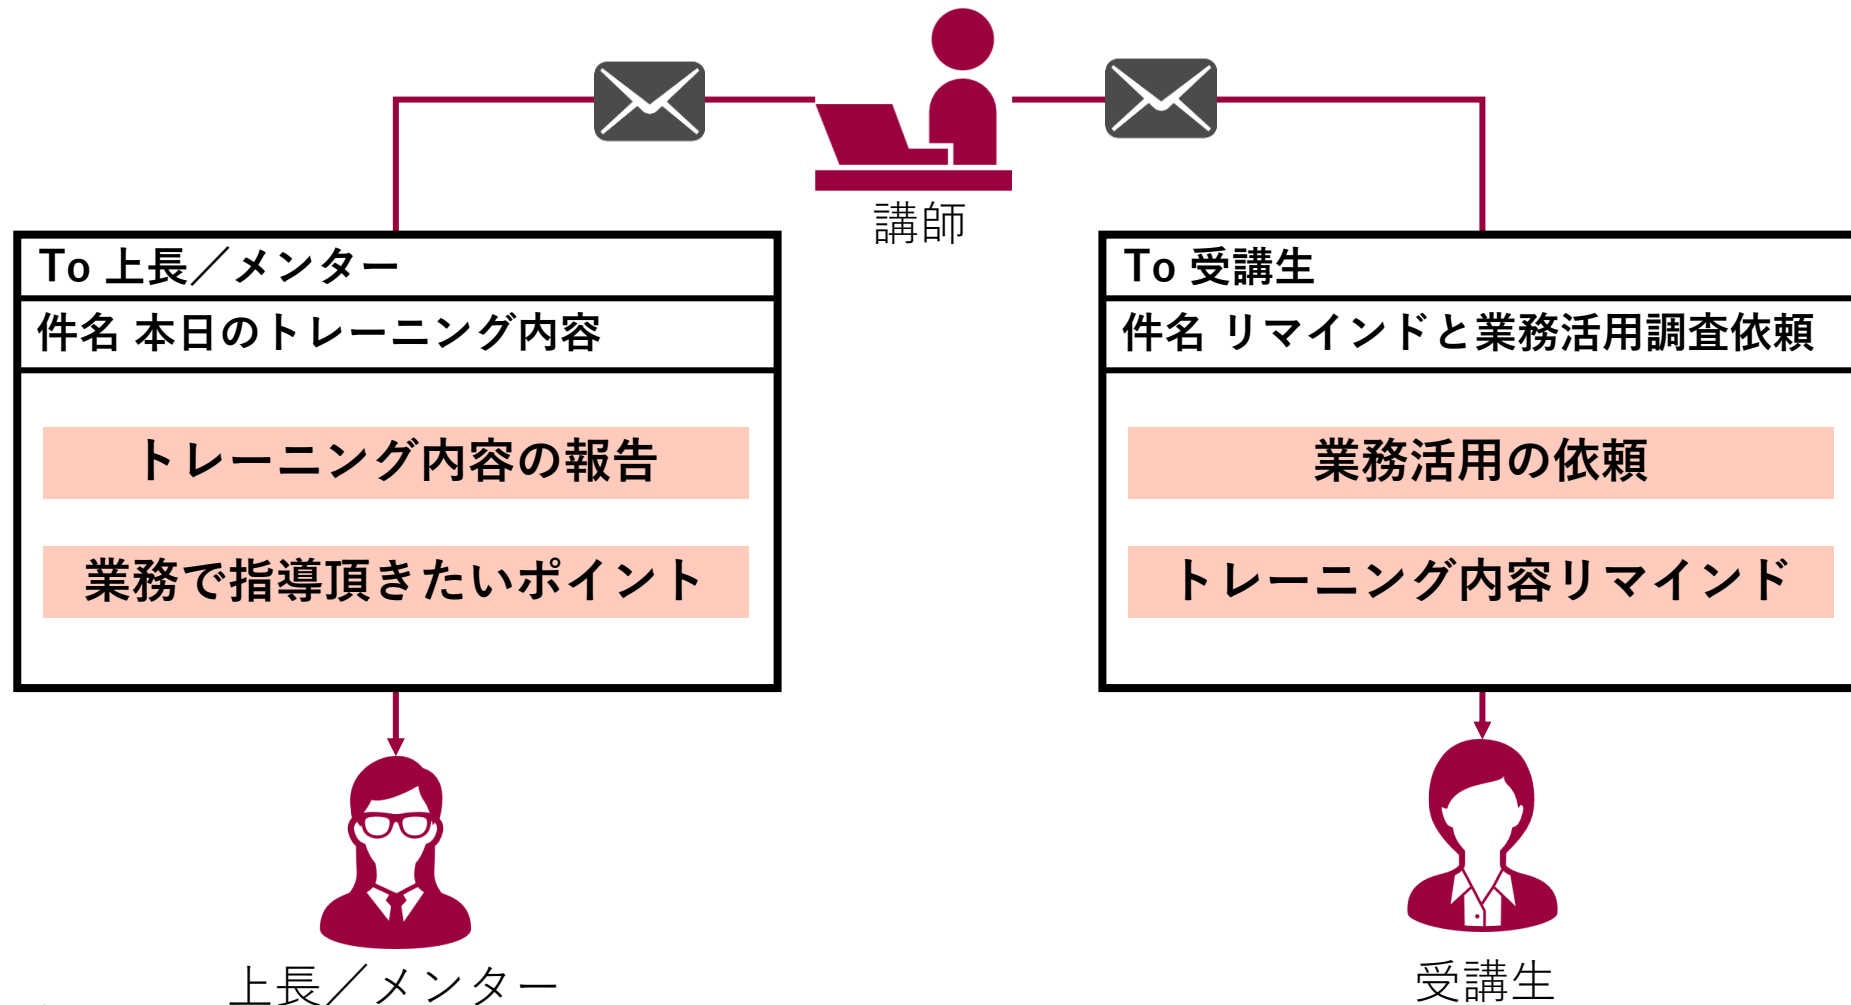 講師
To 上長／メンター
件名 本日のトレーニング内容
トレーニング内容の報告
業務で指導頂きたいポイント
上長／メンター
To 受講生
件名 リマインドと業務活用調査依頼
業務活用の依頼
トレーニング内容リマインド
受講生